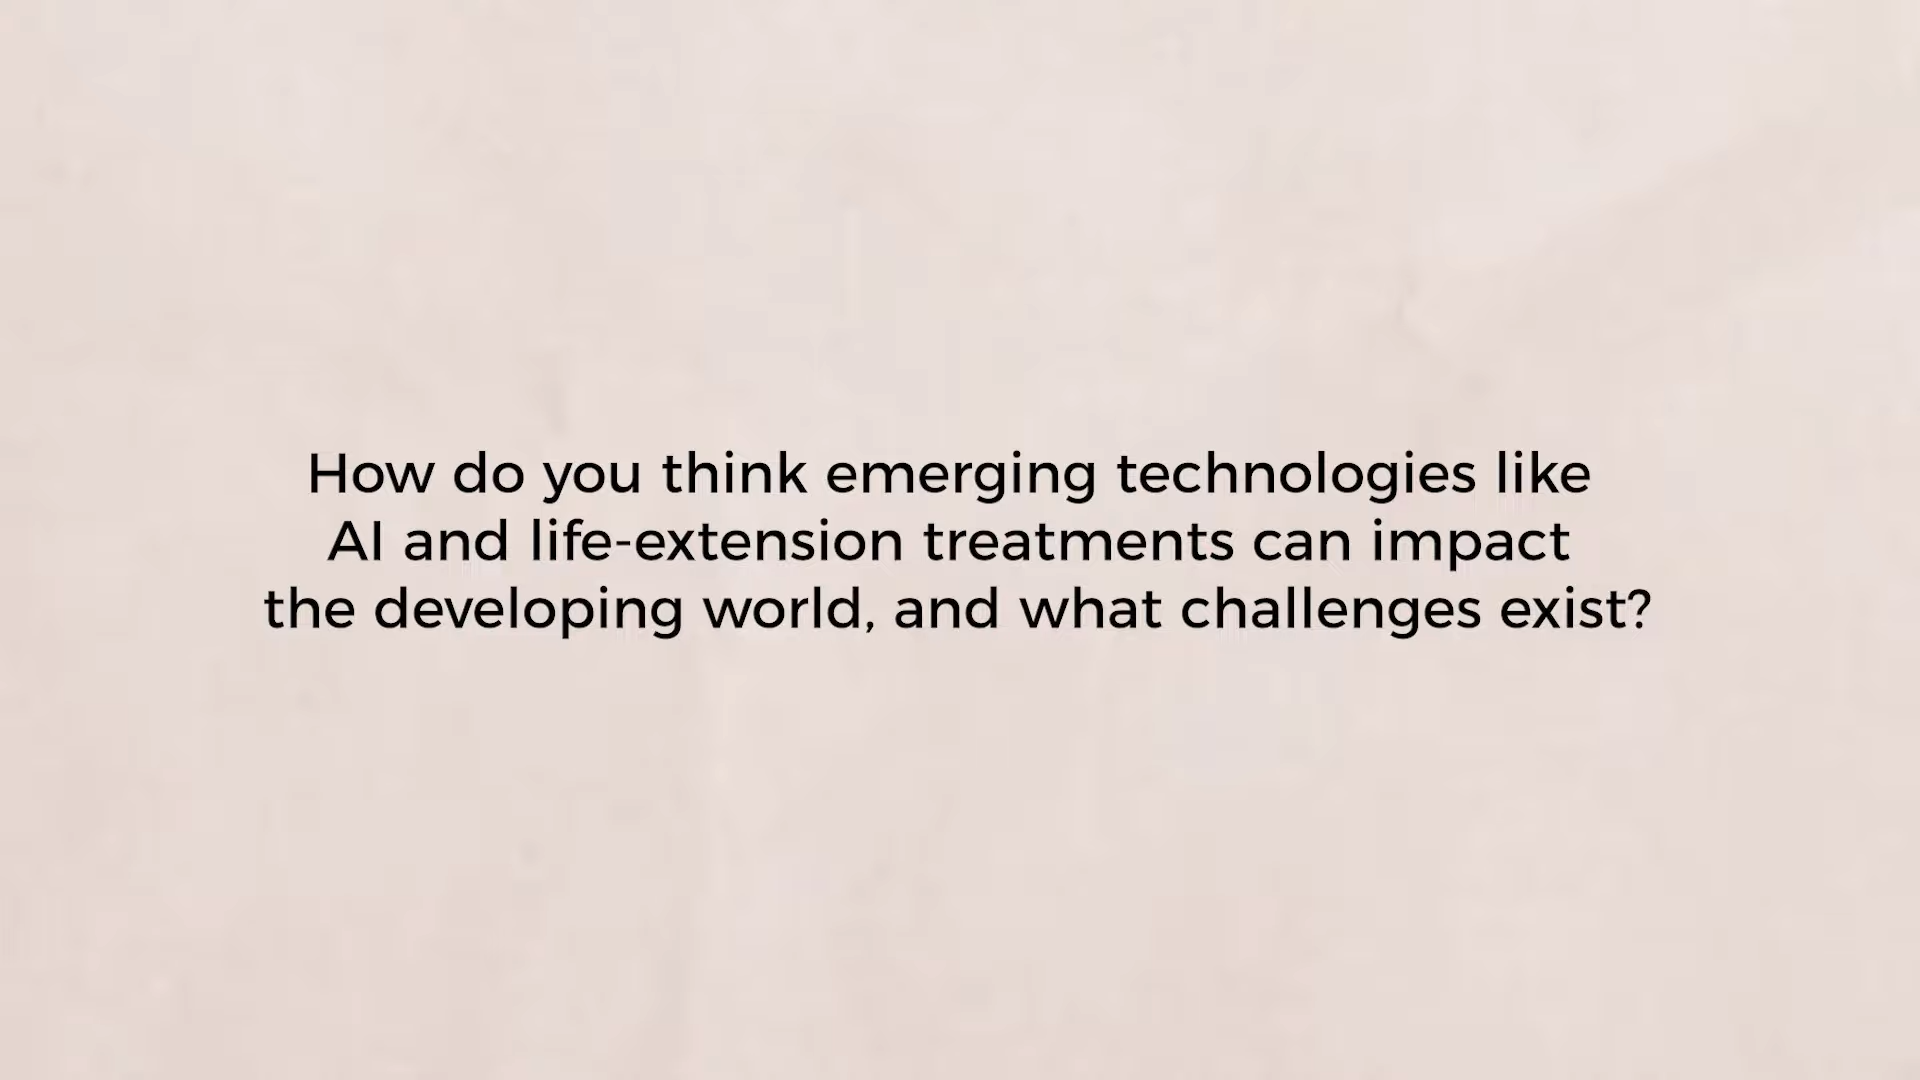 How do you think emerging technologies like
AI and life-extension treatments can impact
the developing world, and what challenges exist?